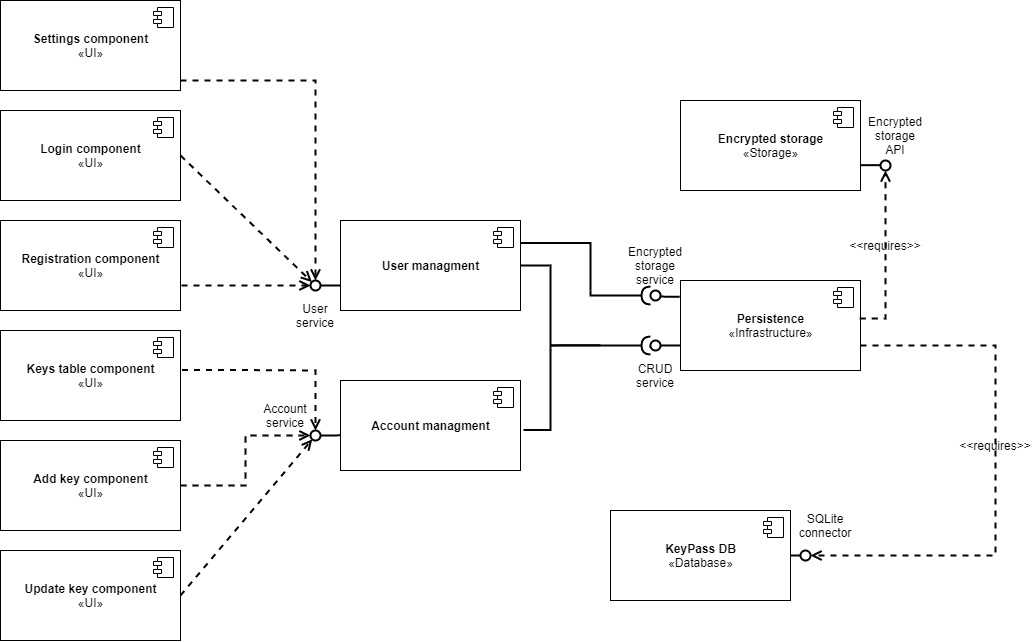 Settings component
«UI»
Login component
«UI»
Registration component
«UI»
Keys table component
«UI»
Add key component
«UI»
Update key component
«UI»
User
service
Account
service
User managment
Account managment
Encrypted
storage
service
CRUD
service
Persistence
«Infrastructure»
Encrypted storage
«Storage»
Encrypted
storage
API
<<requires>>
<<requires>>
KeyPass DB
«Database»
SQLite
connector